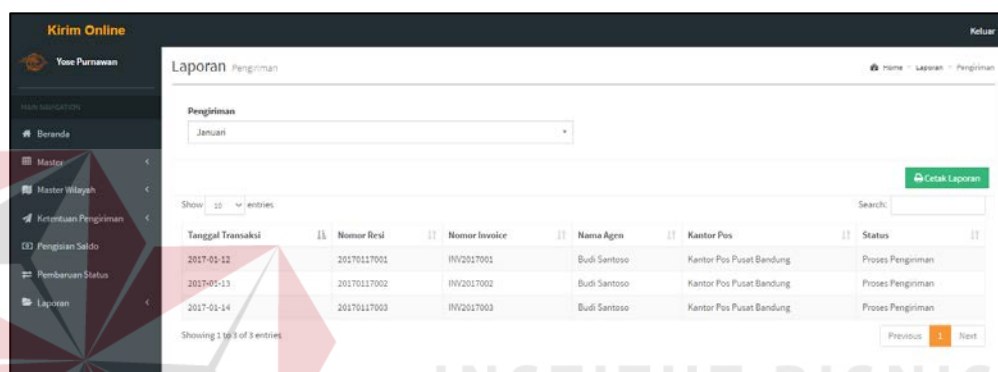 Kirim Online
Keluar
Yose Purnawan
Laporan Pengiriman
Home Laporan Pengiriman
MAIN NAVIGATION
Pengiriman
Januari
Beranda
Master
Master Wilayah
Ketentuan Pengiriman
Pengisian Saldo
Pembaruan Status
Laporan
Cetak Laporan
Show 10 entries
Search:
Tanggal Transaksi Nomor Resi Nomor Invoice Nama Agen Kantor Pos Status
2017-01-12 20170117001 INV2017001 Budi Santoso Kantor Pos Pusat Bandung Proses Pengiriman
2017-01-13 20170117002 INV2017002 Budi Santoso Kantor Pos Pusat Bandung Proses Pengiriman
2017-01-14 20170117003 INV2017003 Budi Santoso Kantor Pos Pusat Bandung Proses Pengiriman
Showing 1 to 3 of 3 entries
Previous 1 Next
INSTITUT BISNIS